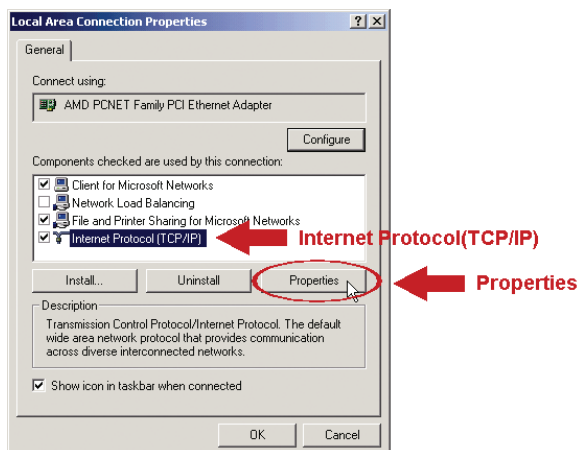 Local Area Connection Properties
General
Connect using:
AMD PCNET Family PCI Ethernet Adapter
Configure
Components checked are used by this connection:
Client for Microsoft Networks
Network Load Balancing
File and Printer Sharing for Microsoft Networks
Internet Protocol (TCP/IP)
Internet Protocol(TCP/IP)
Install...
Uninstall
Properties
Properties
Description
Transmission Control Protocol/Internet Protocol. The default
wide area network protocol that provides communication
across diverse interconnected networks.
Show icon in taskbar when connected
OK
Cancel